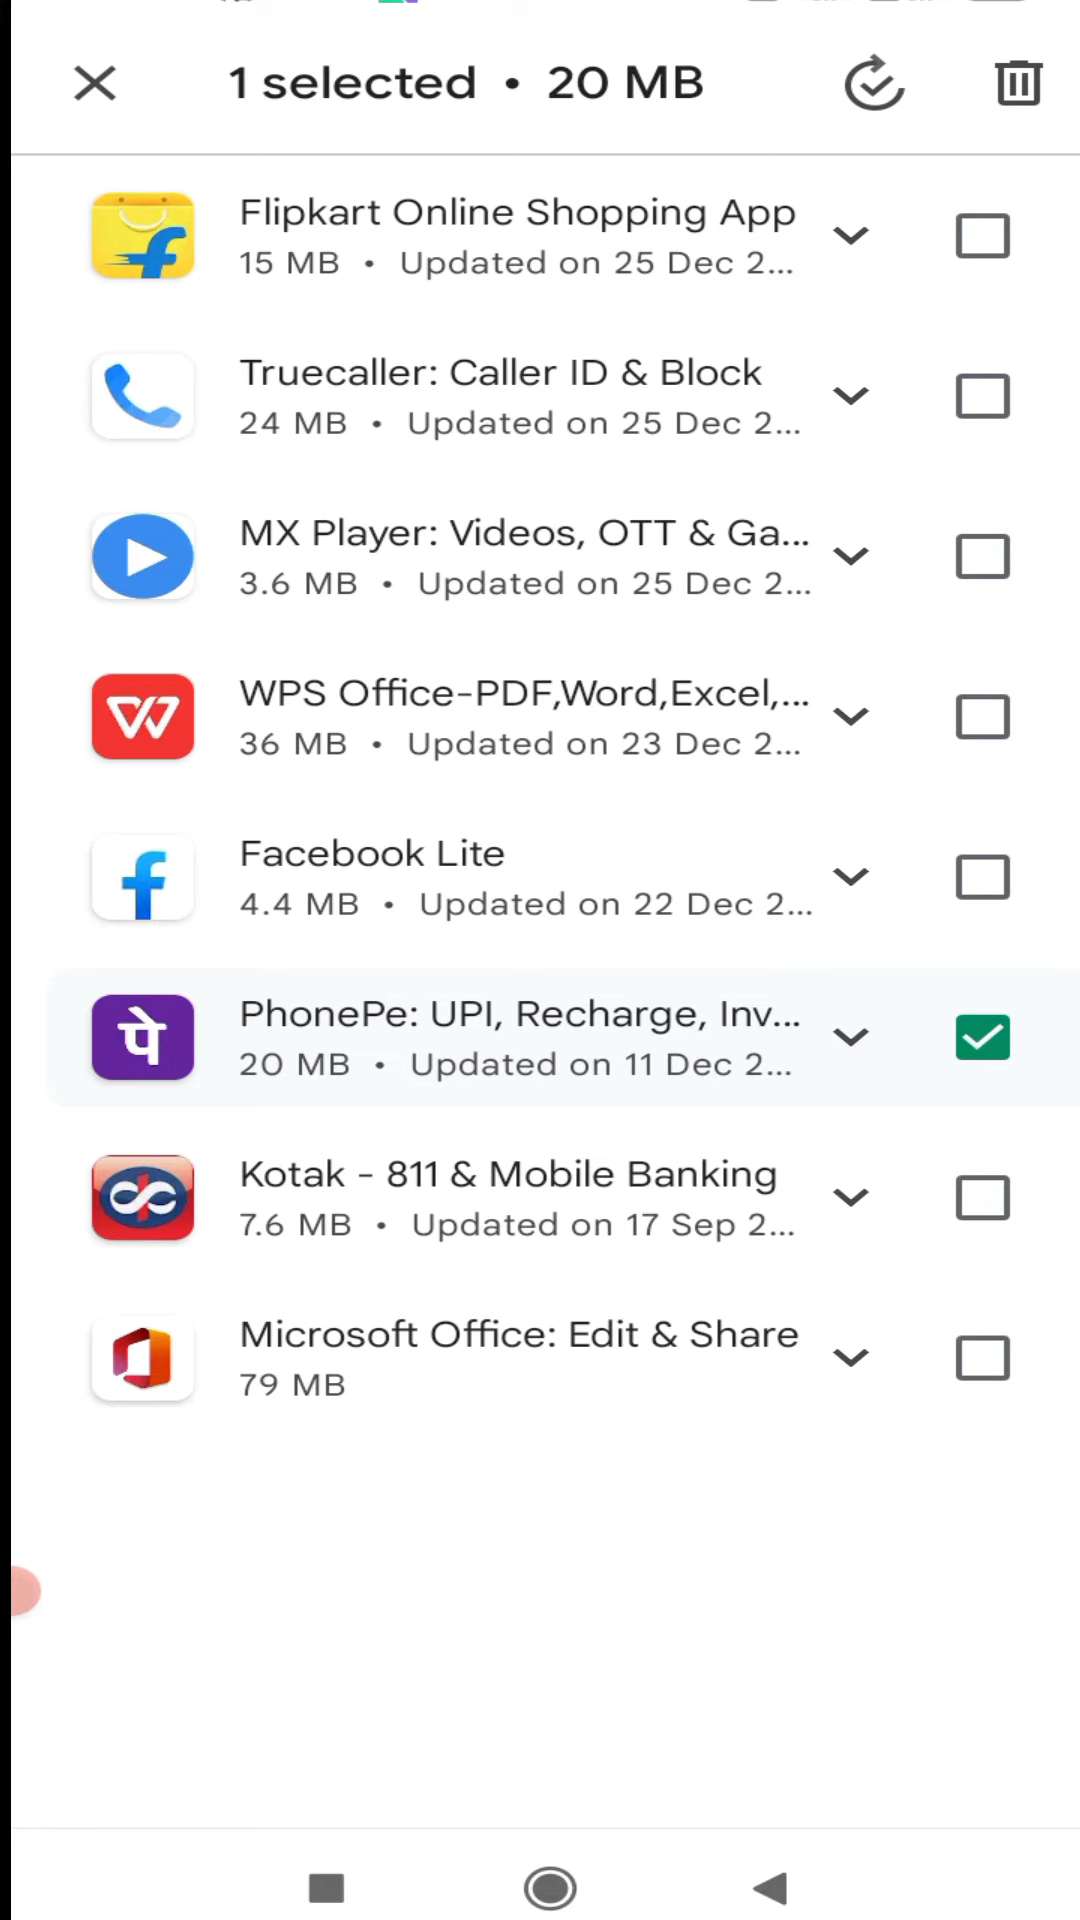 1 selected • 20 MB
Flipkart Online Shopping App
15 MB • Updated on 25 Dec 2...
Truecaller: Caller ID & Block
24 MB • Updated on 25 Dec 2...
MX Player: Videos, OTT & Ga...
3.6 MB • Updated on 25 Dec 2...
WPS Office-PDF,Word,Excel,...
36 MB • Updated on 23 Dec 2...
Facebook Lite
4.4 MB • Updated on 22 Dec 2...
पे
PhonePe: UPI, Recharge, Inv...
20 MB • Updated on 11 Dec 2...
Kotak - 811 & Mobile Banking
7.6 MB • Updated on 17 Sep 2...
Microsoft Office: Edit & Share
79 MB